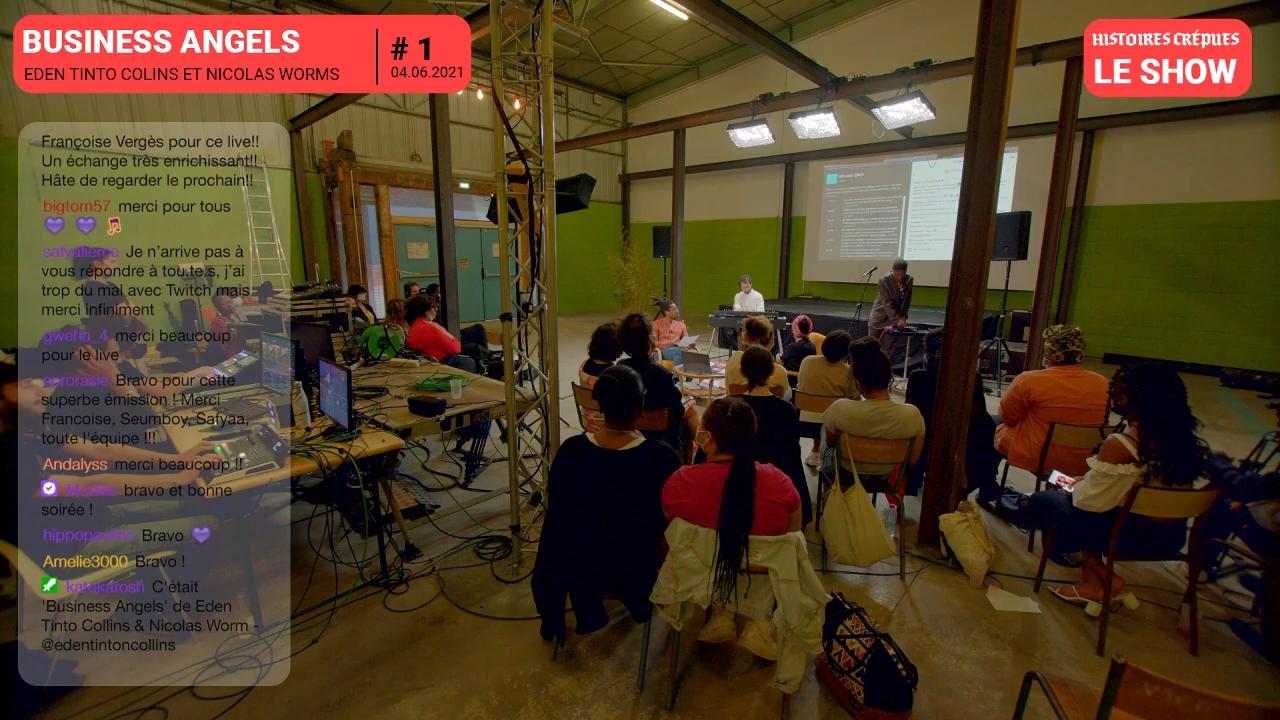 BUSINESS ANGELS
EDEN TINTO COLINS ET NICOLAS WORMS
# 1
04.06.2021
HISTOIRES CRÉPUES
LE SHOW
Françoise Vergès pour ce live!!
Un échange très enrichissant!!
Hâte de regarder le prochain!!
bigtom57 merci pour tous
safyatierce Je n'arrive pas à
vous répondre à tou.te.s, j'ai
trop du mal avec Twitch mais
merci infiniment
gweha_4 merci beaucoup
pour le live
Bravo pour cette
superbe émission ! Merci
Francoise, Seumboy, Safyaa,
toute l'équipe !!!
Andalyss merci beaucoup !!
bravo et bonne
soirée !
Bravo
Amelie3000 Bravo !
katakatosh C'était
'Business Angels' de Eden
Tinto Collins & Nicolas Worm -
@edentintoncollins